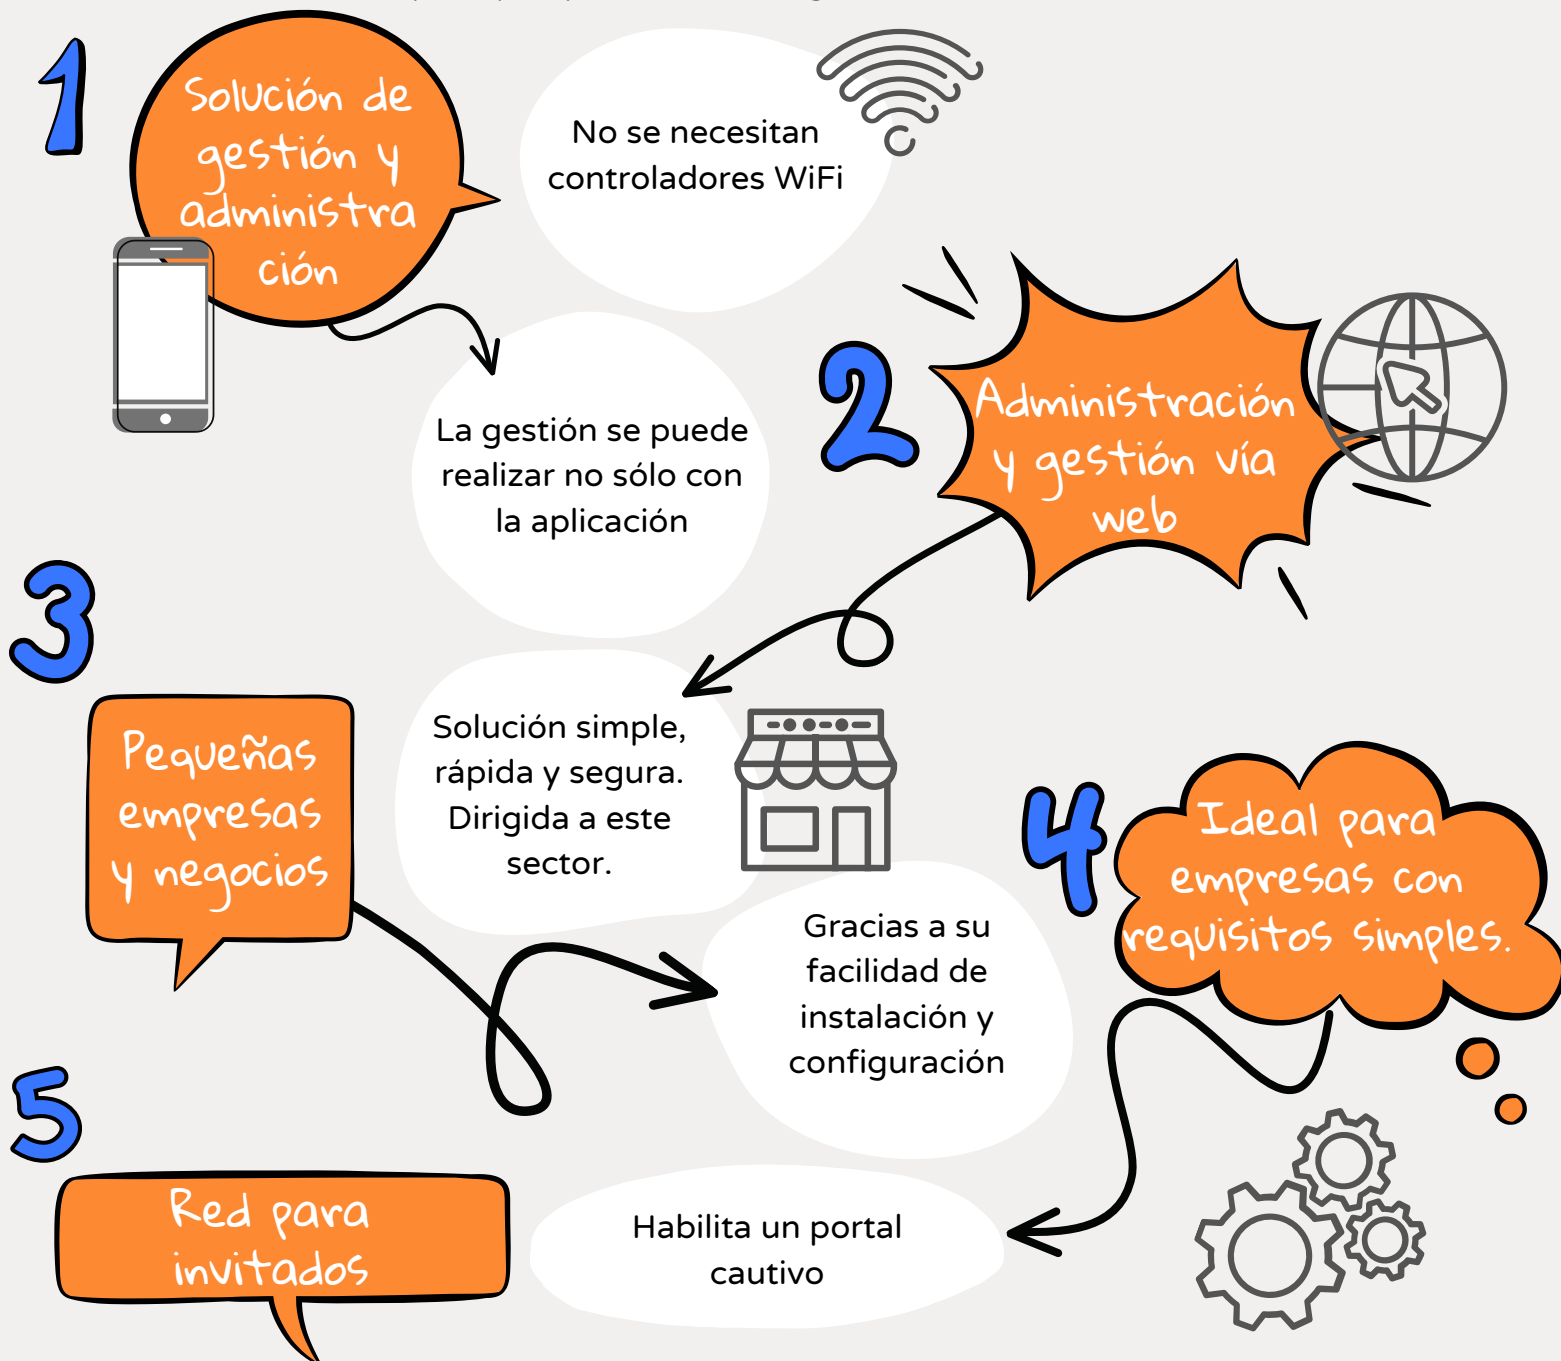 1
Solución de
gestión y
administra
ción
No se necesitan
controladores WiFi
La gestión se puede
realizar no sólo con
la aplicación
2
Administración
y gestión vía
web
3
Pequeñas
empresas
y negocios
Solución simple,
rápida y segura.
Dirigida a este
sector.
4
Ideal para
empresas con
requisitos simples.
Gracias a su
facilidad de
instalación y
configuración
5
Red para
invitados
Habilita un portal
cautivo